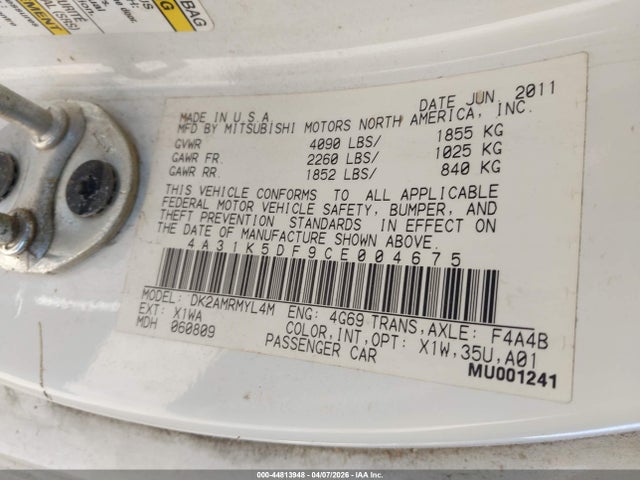 BAG
MADE IN U.S.A. DATE JUN. 2011
MFD BY MITSUBISHI MOTORS NORTH AMERICA, INC.
GVWR 4090 LBS/ 1855 KG
GAWR FR. 2260 LBS/ 1025 KG
GAWR RR. 1852 LBS/ 840 KG
THIS VEHICLE CONFORMS TO ALL APPLICABLE
FEDERAL MOTOR VEHICLE SAFETY, BUMPER, AND
THEFT PREVENTION STANDARDS IN EFFECT ON
THE DATE OF MANUFACTURE SHOWN ABOVE.
4A31K5DF9CE004675
MODEL: DK2AMRMYL4M ENG: 4G69 TRANS,AXLE: F4A4B
EXT: X1WA COLOR,INT,OPT: X1W,35U,A01
MDH 060809 PASSENGER CAR
MU001241
000-44813948 - 04/07/2026 - IAA Inc.